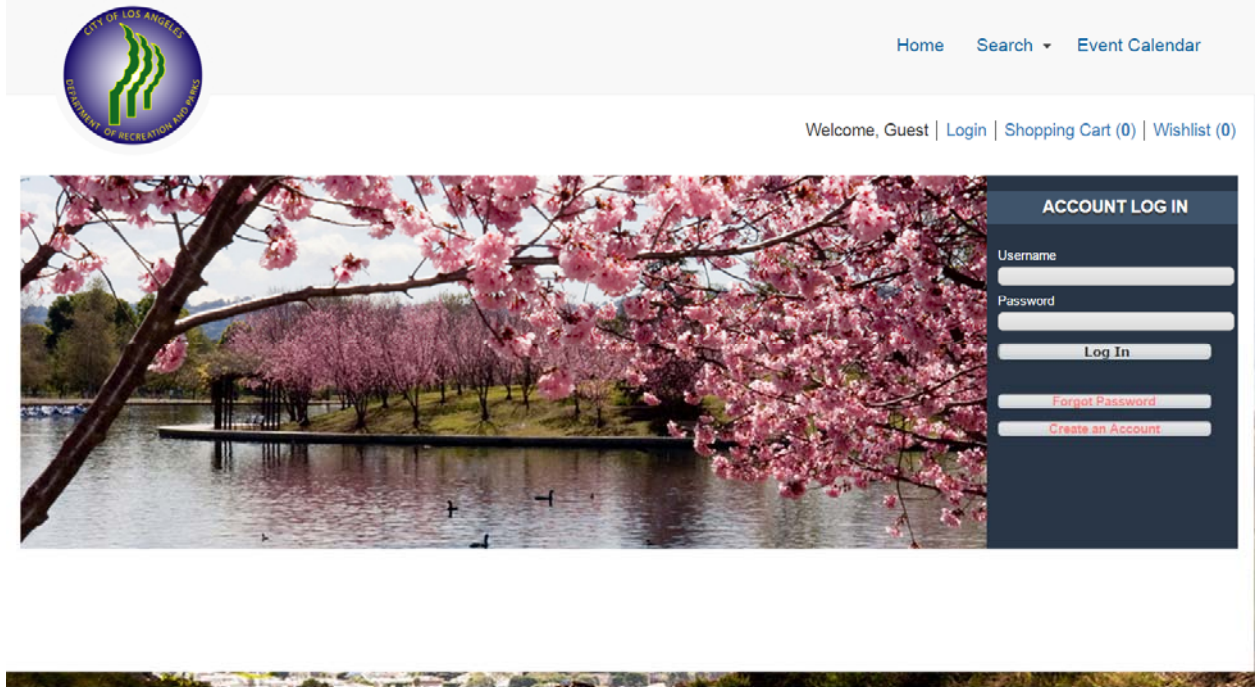 CITY OF LOS ANGELES
DEPARTMENT OF RECREATION AND PARKS
Home Search Event Calendar
Welcome, Guest | Login | Shopping Cart (0) | Wishlist (0)
ACCOUNT LOG IN
Username
Password
Log In
Forgot Password
Create an Account